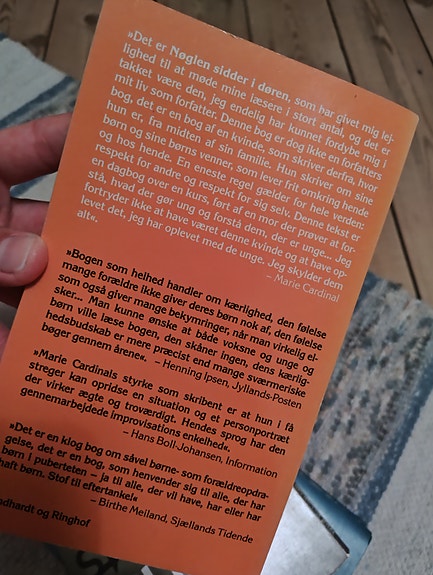 »Det er Nøglen sidder i døren, som har givet mig lej-
lighed til at møde mine læsere i stort antal, og det er
takket være den, jeg endelig har kunnet fordybe mig i
mit liv som forfatter. Denne bog er dog ikke en forfatters
bog, det er en bog af en kvinde, som skriver derfra, hvor
hun er, fra midten af sin familie. Hun skriver om sine
børn og sine børns venner, som lever frit omkring hende
og hos hende. En eneste regel gælder for hele verden:
respekt for andre og respekt for sig selv. Denne tekst er
en dagbog over en kurs, ført af en mor der prøver at for-
stå, hvad det gør ung og forstå dem, der er unge... Jeg
fortryder ikke at have været denne kvinde og at have op-
levet det, jeg har oplevet med de unge. Jeg skylder dem
alt«.
– Marie Cardinal
»Bogen som helhed handler om kærlighed, den følelse
mange forældre ikke giver deres børn nok af, den følelse
som også giver mange bekymringer, når man virkelig el-
sker... Man kunne ønske at både voksne og unge og
børn ville læse bogen, den skåner ingen, dens kærlig-
hedsbudskab er mere præcist end mange sværmeriske
bøger gennem årene«. – Henning Ipsen, Jyllands-Posten
»Marie Cardinals styrke som skribent er at hun i få
streger kan opridse en situation og et personportræt
der virker ægte og troværdigt. Hendes sprog har den
gennemarbejdede improvisations enkelhed«.
– Hans Boll-Johansen, Information
»Det er en klog bog om såvel børne- som forældreopdra-
gelse, det er en bog, som henvender sig til alle, der har
børn i puberteten – ja til alle, der vil have, har eller har
haft børn. Stof til eftertanke!«
– Birthe Meiland, Sjællands Tidende
odhardt og Ringhof